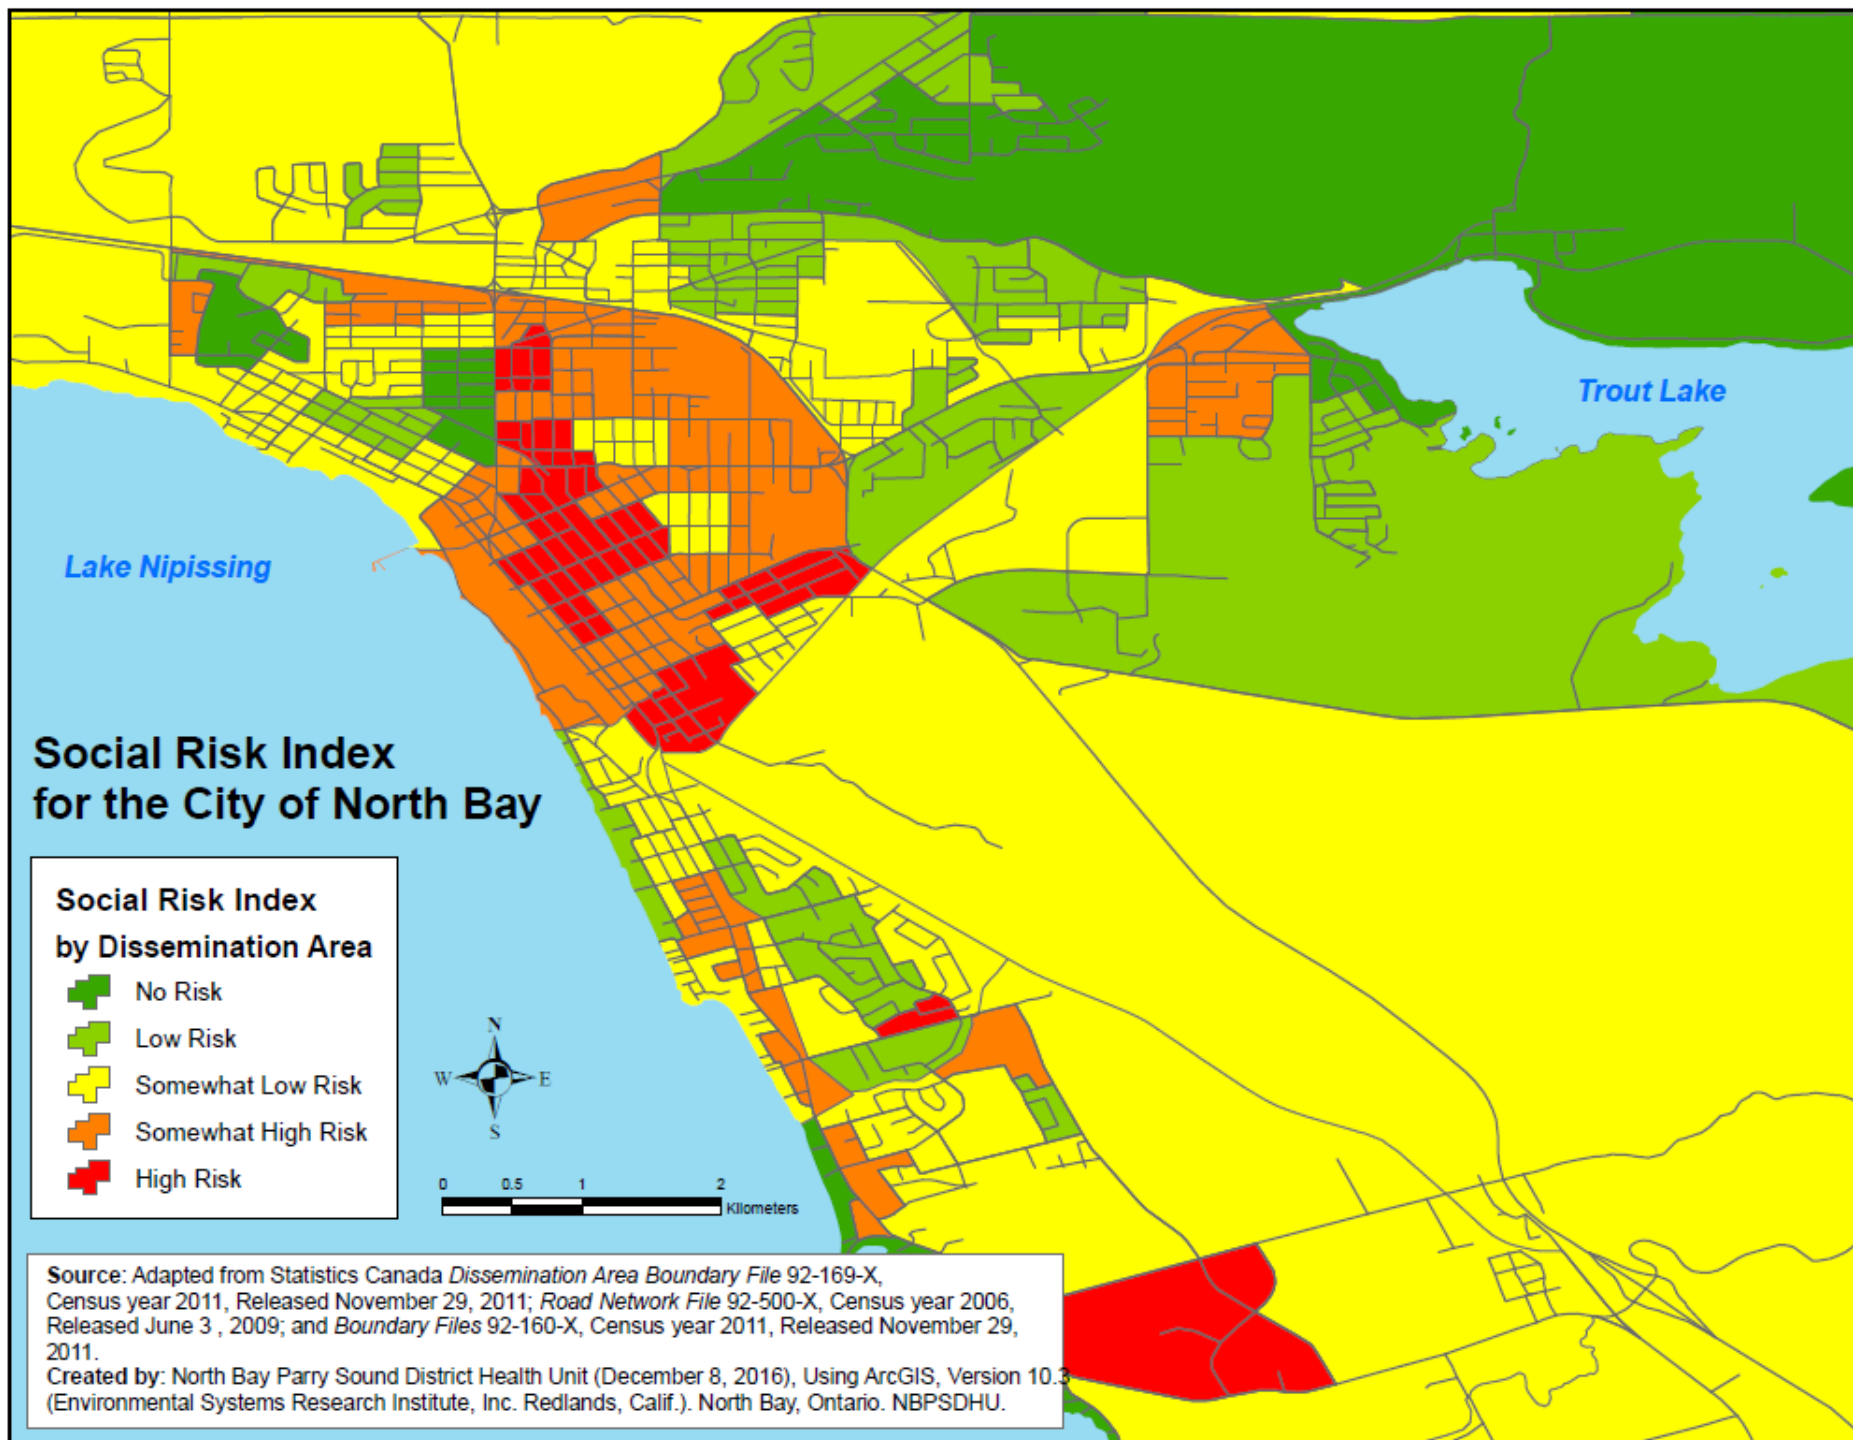 Trout Lake
Lake Nipissing
Social Risk Index
for the City of North Bay
Social Risk Index
by Dissemination Area
No Risk
Low Risk
Somewhat Low Risk
Somewhat High Risk
High Risk
N
W E
S
0 0.5 1 2
Kilometers
Source: Adapted from Statistics Canada Dissemination Area Boundary File 92-169-X,
Census year 2011, Released November 29, 2011; Road Network File 92-500-X, Census year 2006,
Released June 3 , 2009; and Boundary Files 92-160-X, Census year 2011, Released November 29,
2011.
Created by: North Bay Parry Sound District Health Unit (December 8, 2016), Using ArcGIS, Version 10.3
(Environmental Systems Research Institute, Inc. Redlands, Calif.). North Bay, Ontario. NBPSDHU.